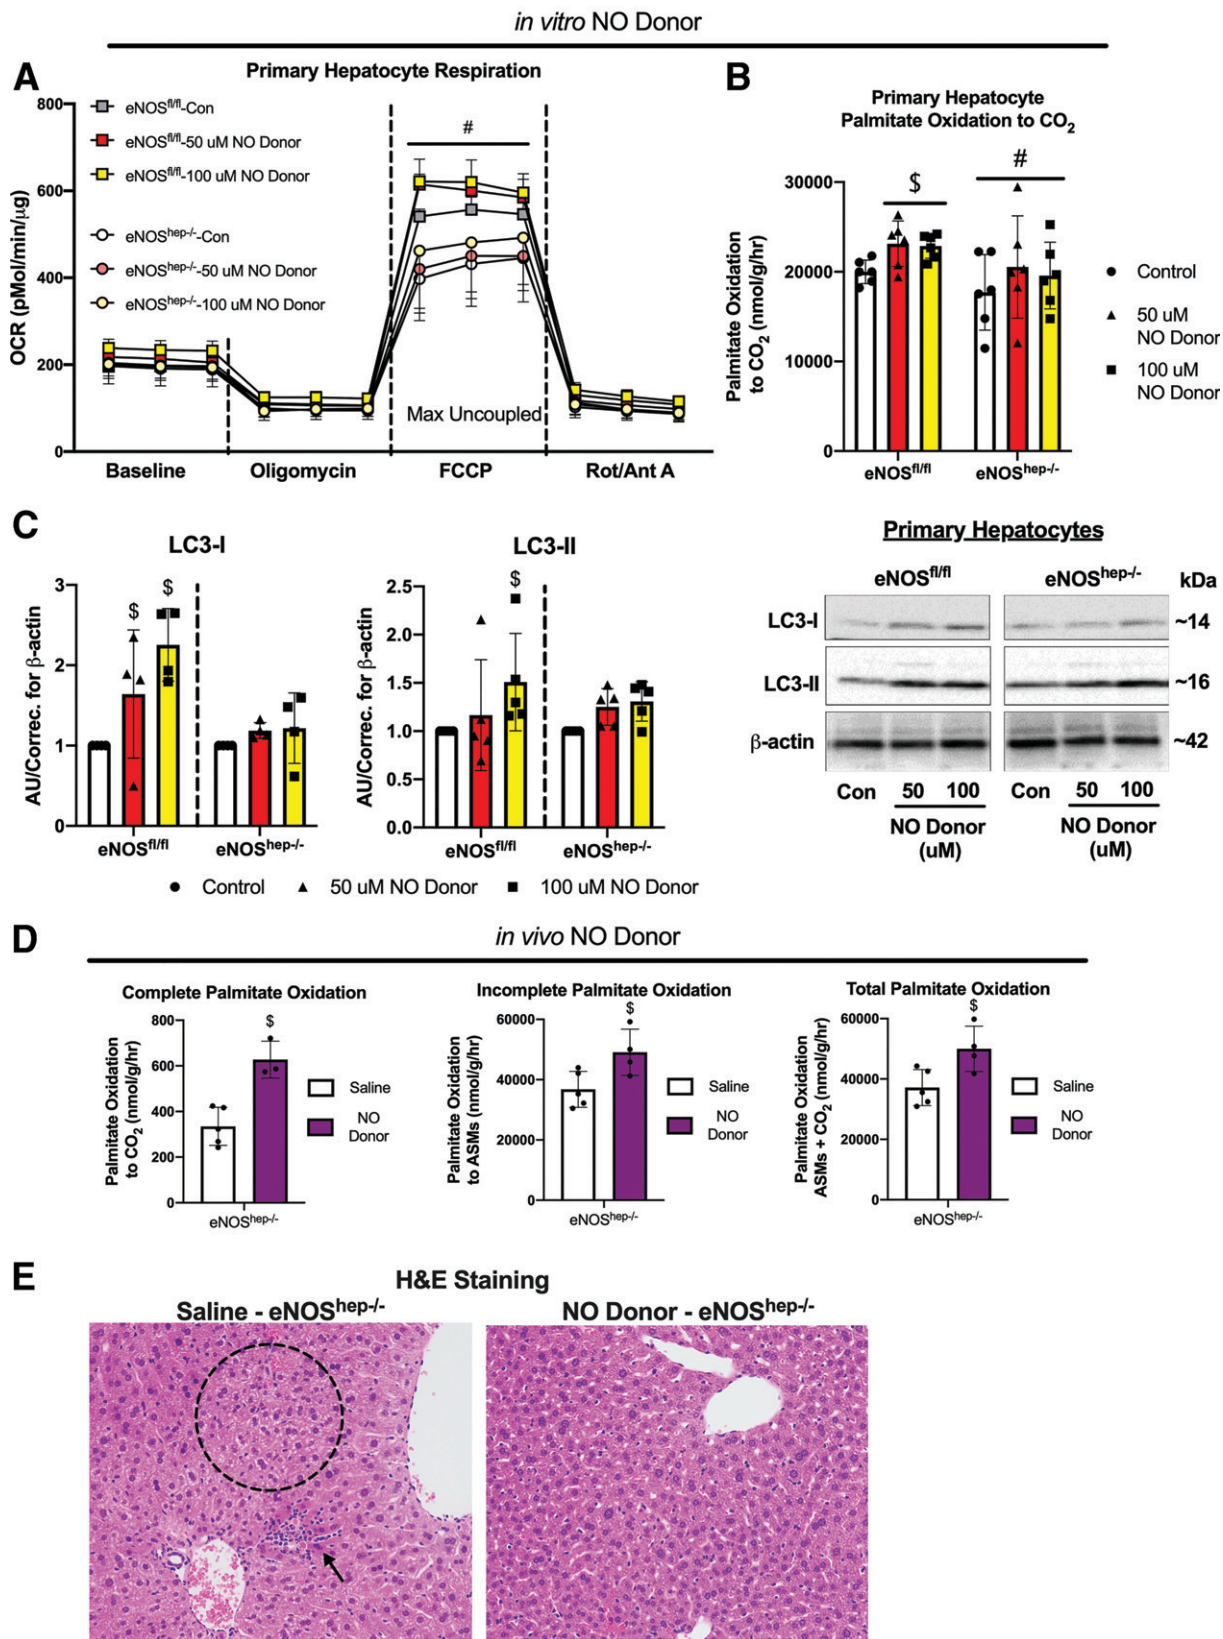 in vitro NO Donor
A
Primary Hepatocyte Respiration
800
600
400
200
0
OCR (pMol/min/µg)
eNOSfl/fl-Con
eNOSfl/fl-50 uM NO Donor
eNOSfl/fl-100 uM NO Donor
eNOShep-/--Con
eNOShep-/--50 uM NO Donor
eNOShep-/--100 uM NO Donor
#
Max Uncoupled
Baseline
Oligomycin
FCCP
Rot/Ant A
B
Primary Hepatocyte
Palmitate Oxidation to CO2
Palmitate Oxidation
to CO2 (nmol/g/hr)
30000
20000
10000
0
$
#
eNOSfl/fl
eNOShep-/-
Control
50 uM
NO Donor
100 uM
NO Donor
C
LC3-I
AU/Correc. for β-actin
3
2
1
0
$
$
eNOSfl/fl
eNOShep-/-
LC3-II
AU/Correc. for β-actin
2.5
2.0
1.5
1.0
0.5
0.0
$
eNOSfl/fl
eNOShep-/-
Control
50 uM NO Donor
100 uM NO Donor
Primary Hepatocytes
eNOSfl/fl
eNOShep-/-
kDa
LC3-I
~14
LC3-II
~16
β-actin
~42
Con
50
100
Con
50
100
NO Donor
(uM)
NO Donor
(uM)
D
in vivo NO Donor
Complete Palmitate Oxidation
Palmitate Oxidation
to CO2 (nmol/g/hr)
800
600
400
200
0
$
eNOShep-/-
Saline
NO
Donor
Incomplete Palmitate Oxidation
Palmitate Oxidation
to ASMs (nmol/g/hr)
60000
40000
20000
0
$
eNOShep-/-
Saline
NO
Donor
Total Palmitate Oxidation
Palmitate Oxidation
ASMs + CO2 (nmol/g/hr)
60000
40000
20000
0
$
eNOShep-/-
Saline
NO
Donor
E
H&E Staining
Saline - eNOShep-/-
NO Donor - eNOShep-/-